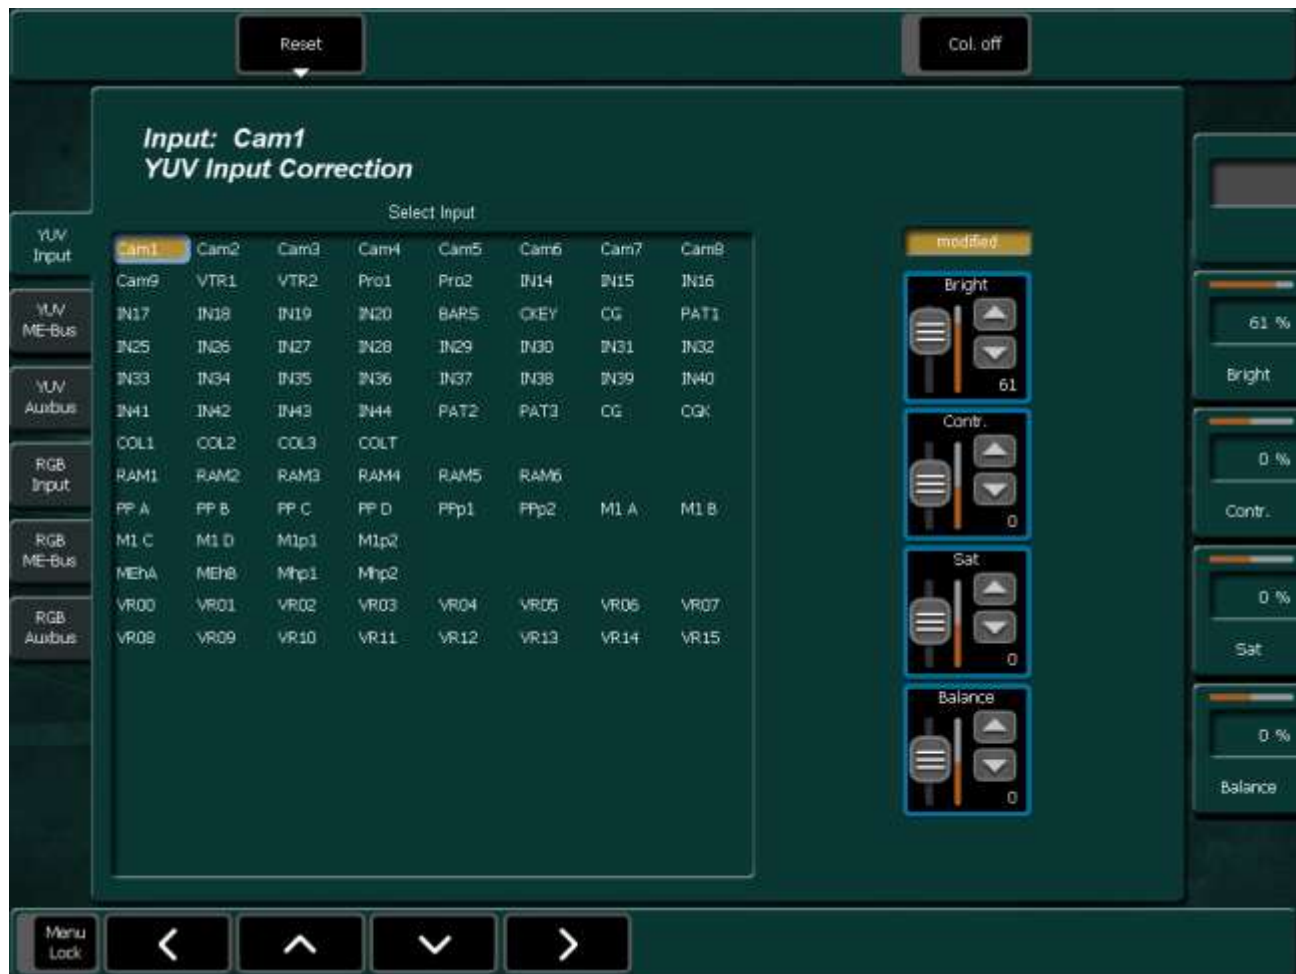 Reset
Col. off
Input: Cam1
YUV Input Correction
Select Input
YUV
Input
YUV
ME-Bus
YUV
Auxbus
RGB
Input
RGB
ME-Bus
RGB
Auxbus
Cam1 Cam2 Cam3 Cam4 Cam5 Cam6 Cam7 Cam8
Cam9 VTR1 VTR2 Pro1 Pro2 IN14 IN15 IN16
IN17 IN18 IN19 IN20 BARS CKEY CG PAT1
IN25 IN26 IN27 IN28 IN29 IN30 IN31 IN32
IN33 IN34 IN35 IN36 IN37 IN38 IN39 IN40
IN41 IN42 IN43 IN44 PAT2 PAT3 CG CGK
COL1 COL2 COL3 COLT
RAM1 RAM2 RAM3 RAM4 RAM5 RAM6
PP A PP B PP C PP D PPp1 PPp2 M1 A M1 B
M1 C M1 D M1p1 M1p2
MEhA MEhB Mhp1 Mhp2
VR00 VR01 VR02 VR03 VR04 VR05 VR06 VR07
VR08 VR09 VR10 VR11 VR12 VR13 VR14 VR15
modified
Bright
61
Contr.
0
Sat
0
Balance
0
61 %
Bright
0 %
Contr.
0 %
Sat
0 %
Balance
Menu
Lock